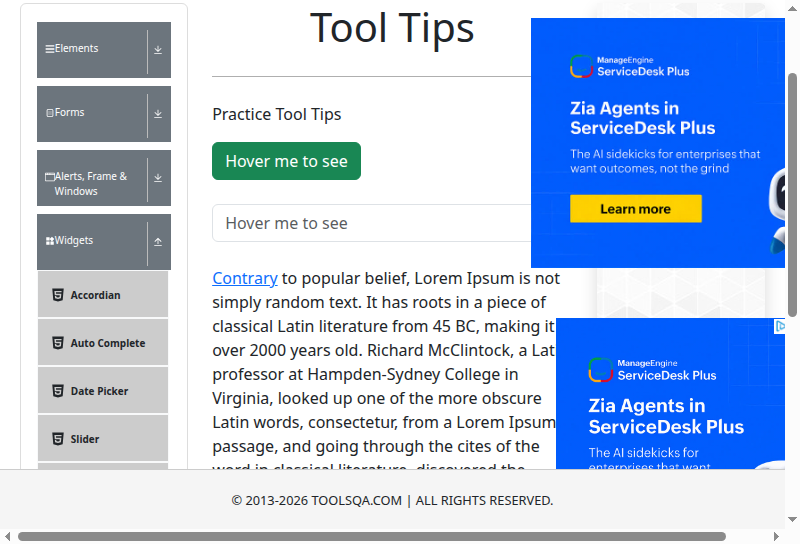 Tool Tips
Elements
Forms
Alerts, Frame &
Windows
Widgets
Accordian
Auto Complete
Date Picker
Slider
Practice Tool Tips
Hover me to see
Hover me to see
Contrary to popular belief, Lorem Ipsum is not
simply random text. It has roots in a piece of
classical Latin literature from 45 BC, making it
over 2000 years old. Richard McClintock, a Lat
professor at Hampden-Sydney College in
Virginia, looked up one of the more obscure
Latin words, consectetur, from a Lorem Ipsum
passage, and going through the cites of the
word in classical literature, discovered the
ManageEngine
ServiceDesk Plus
Zia Agents in
ServiceDesk Plus
The AI sidekicks for enterprises that
want outcomes, not the grind
Learn more
ManageEngine
ServiceDesk Plus
Zia Agents in
ServiceDesk Plus
The AI sidekicks for
enterprises that want
© 2013-2026 TOOLSQA.COM | ALL RIGHTS RESERVED.